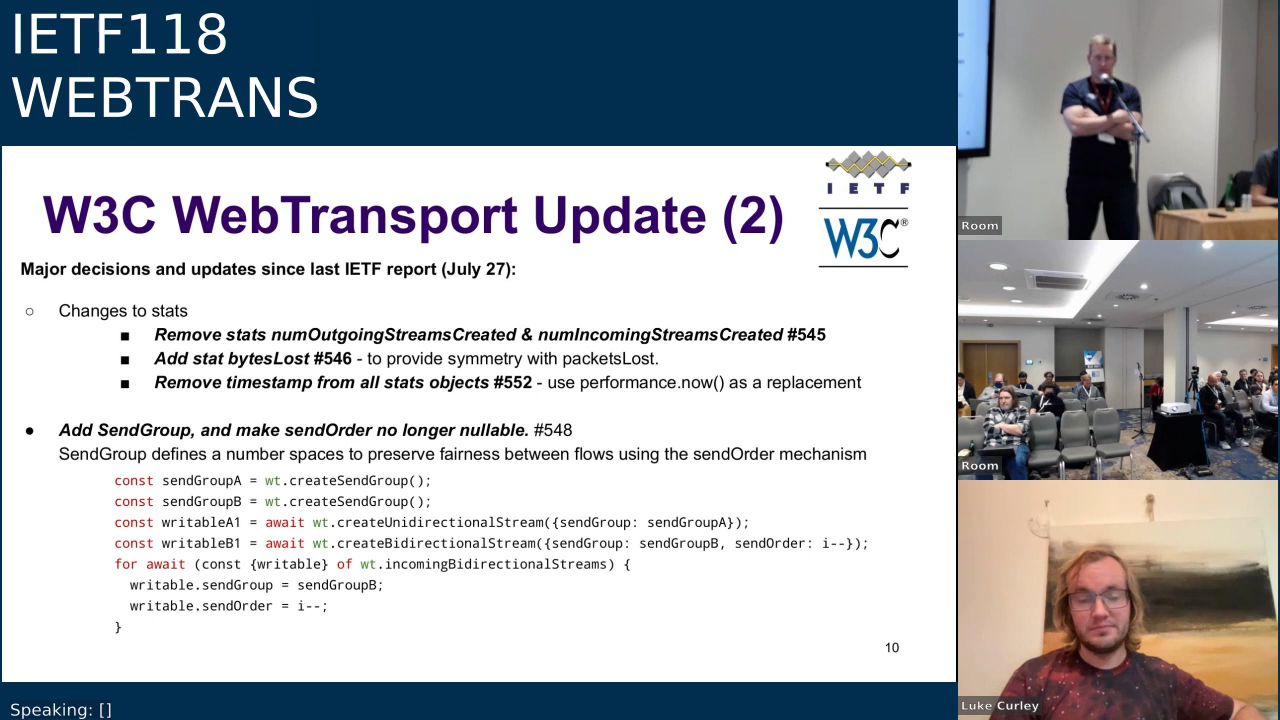 IETF118
WEBTRANS
I E T F
W3C®
W3C WebTransport Update (2)
Major decisions and updates since last IETF report (July 27):
○ Changes to stats
■ Remove stats numOutgoingStreamsCreated & numIncomingStreamsCreated #545
■ Add stat bytesLost #546 - to provide symmetry with packetsLost.
■ Remove timestamp from all stats objects #552 - use performance.now() as a replacement
● Add SendGroup, and make sendOrder no longer nullable. #548
SendGroup defines a number spaces to preserve fairness between flows using the sendOrder mechanism
const sendGroupA = wt.createSendGroup();
const sendGroupB = wt.createSendGroup();
const writableA1 = await wt.createUnidirectionalStream({sendGroup: sendGroupA});
const writableB1 = await wt.createBidirectionalStream({sendGroup: sendGroupB, sendOrder: i--});
for await (const {writable} of wt.incomingBidirectionalStreams) {
writable.sendGroup = sendGroupB;
writable.sendOrder = i--;
}
10
Speaking: []
Room
Room
Luke Curley